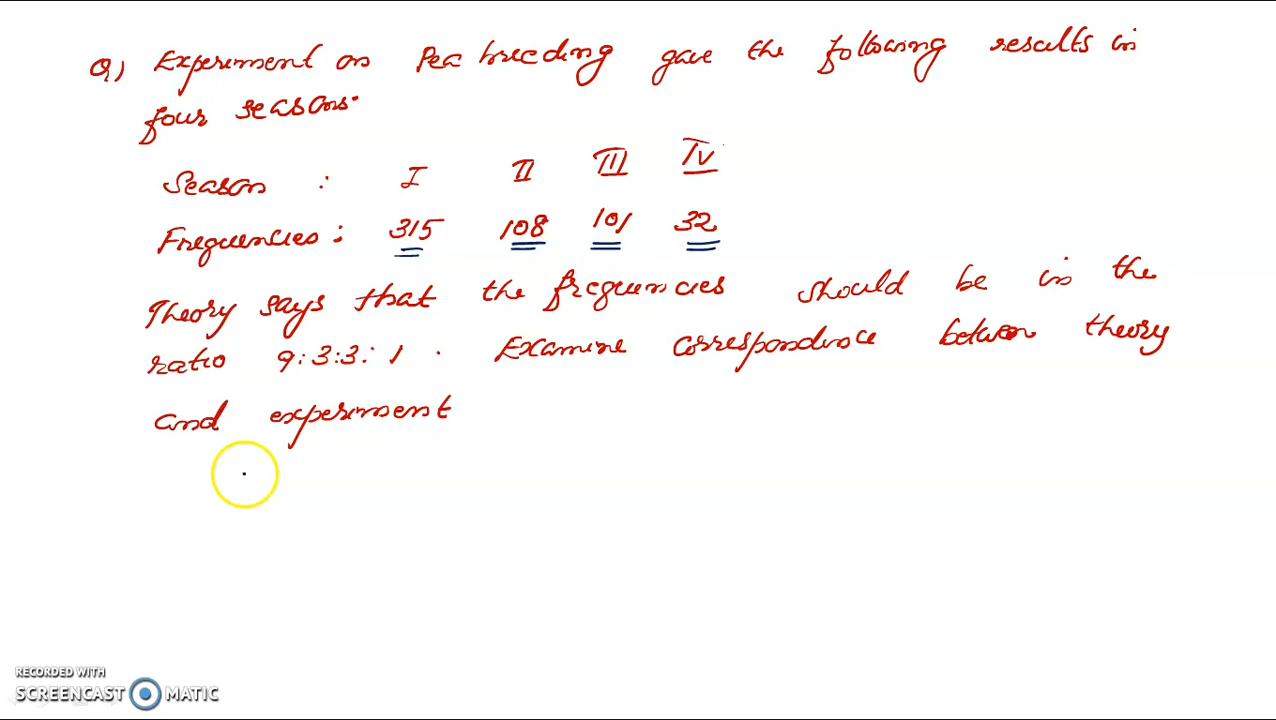 Q) Experiment on Pea breeding gave the following results in
four seasons.
Season : I II III IV
Frequencies : 315 108 101 32
Theory says that the frequencies should be in the
ratio 9:3:3:1. Examine correspondence between theory
and experiment
RECORDED WITH
SCREENCAST MATIC